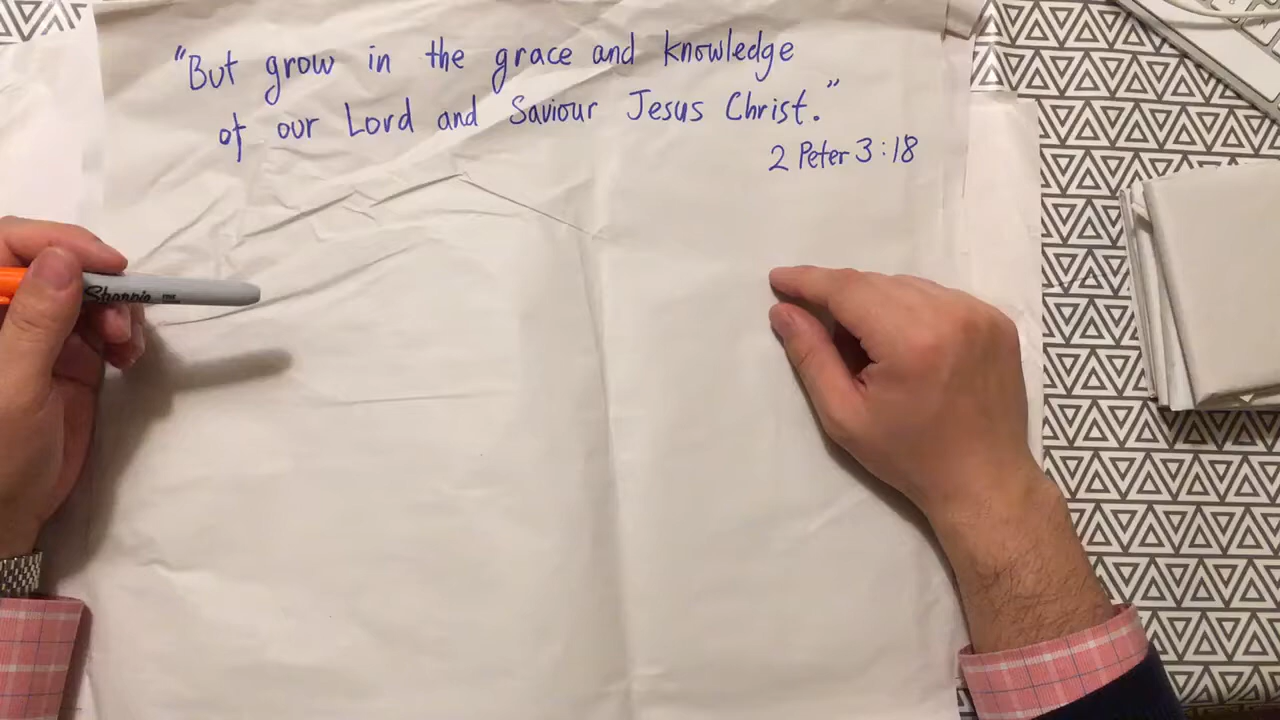 "But grow in the grace and knowledge
of our Lord and Saviour Jesus Christ."
2 Peter 3:18
Sharpie